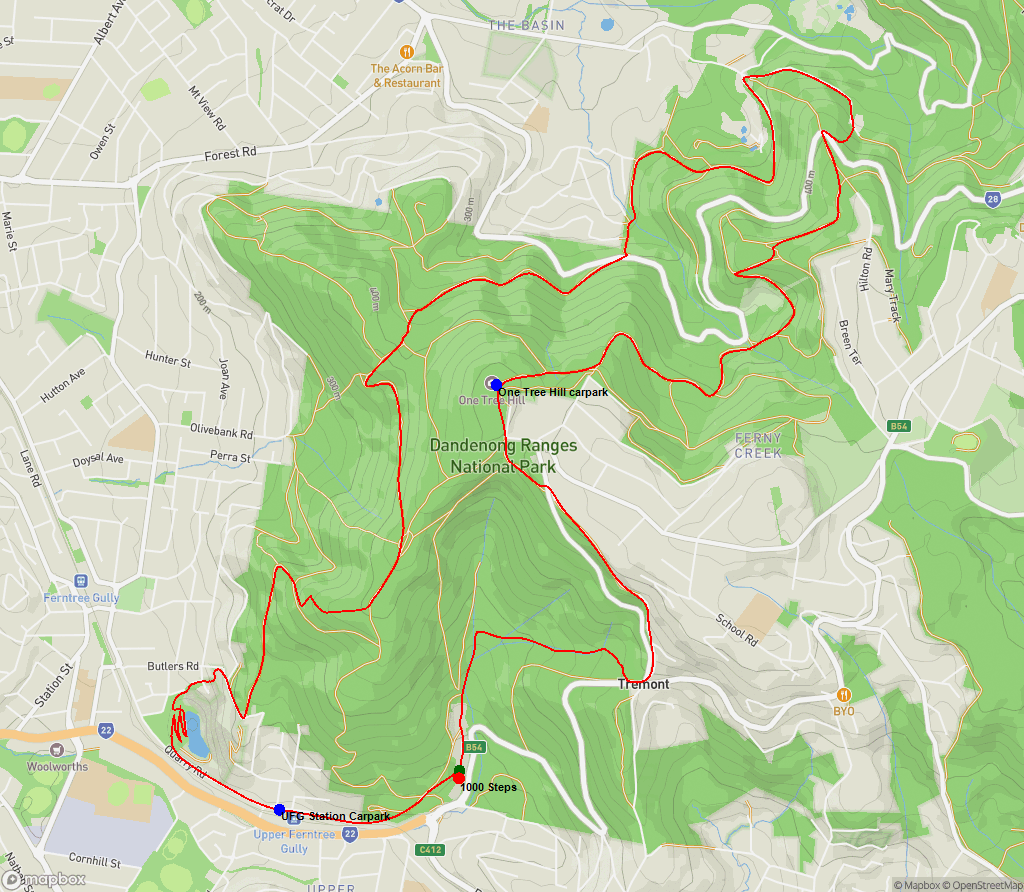 THE BASIN
Albert Ave
The Acorn Bar
& Restaurant
Mt View Rd
Owen St
Forest Rd
Marie St
300 m
400 m
28
200 m
400 m
Hilton Rd
Mary Track
Breen Ter
Hunter St
Joan Ave
300 m
Hutton Ave
One Tree Hill carpark
One Tree Hill
Olivebank Rd
B54
Dandenong Ranges
National Park
FERNY
CREEK
Lane Rd
Doysal Ave
Perra St
Ferntree Gully
School Rd
Butlers Rd
Station St
Tremont
BYO
22
B54
Quarry Rd
Woolworths
1000 Steps
UFG Station Carpark
Upper Ferntree
Gully
22
C412
Cornhill St
UPPER
mapbox
© Mapbox © OpenStreetMap